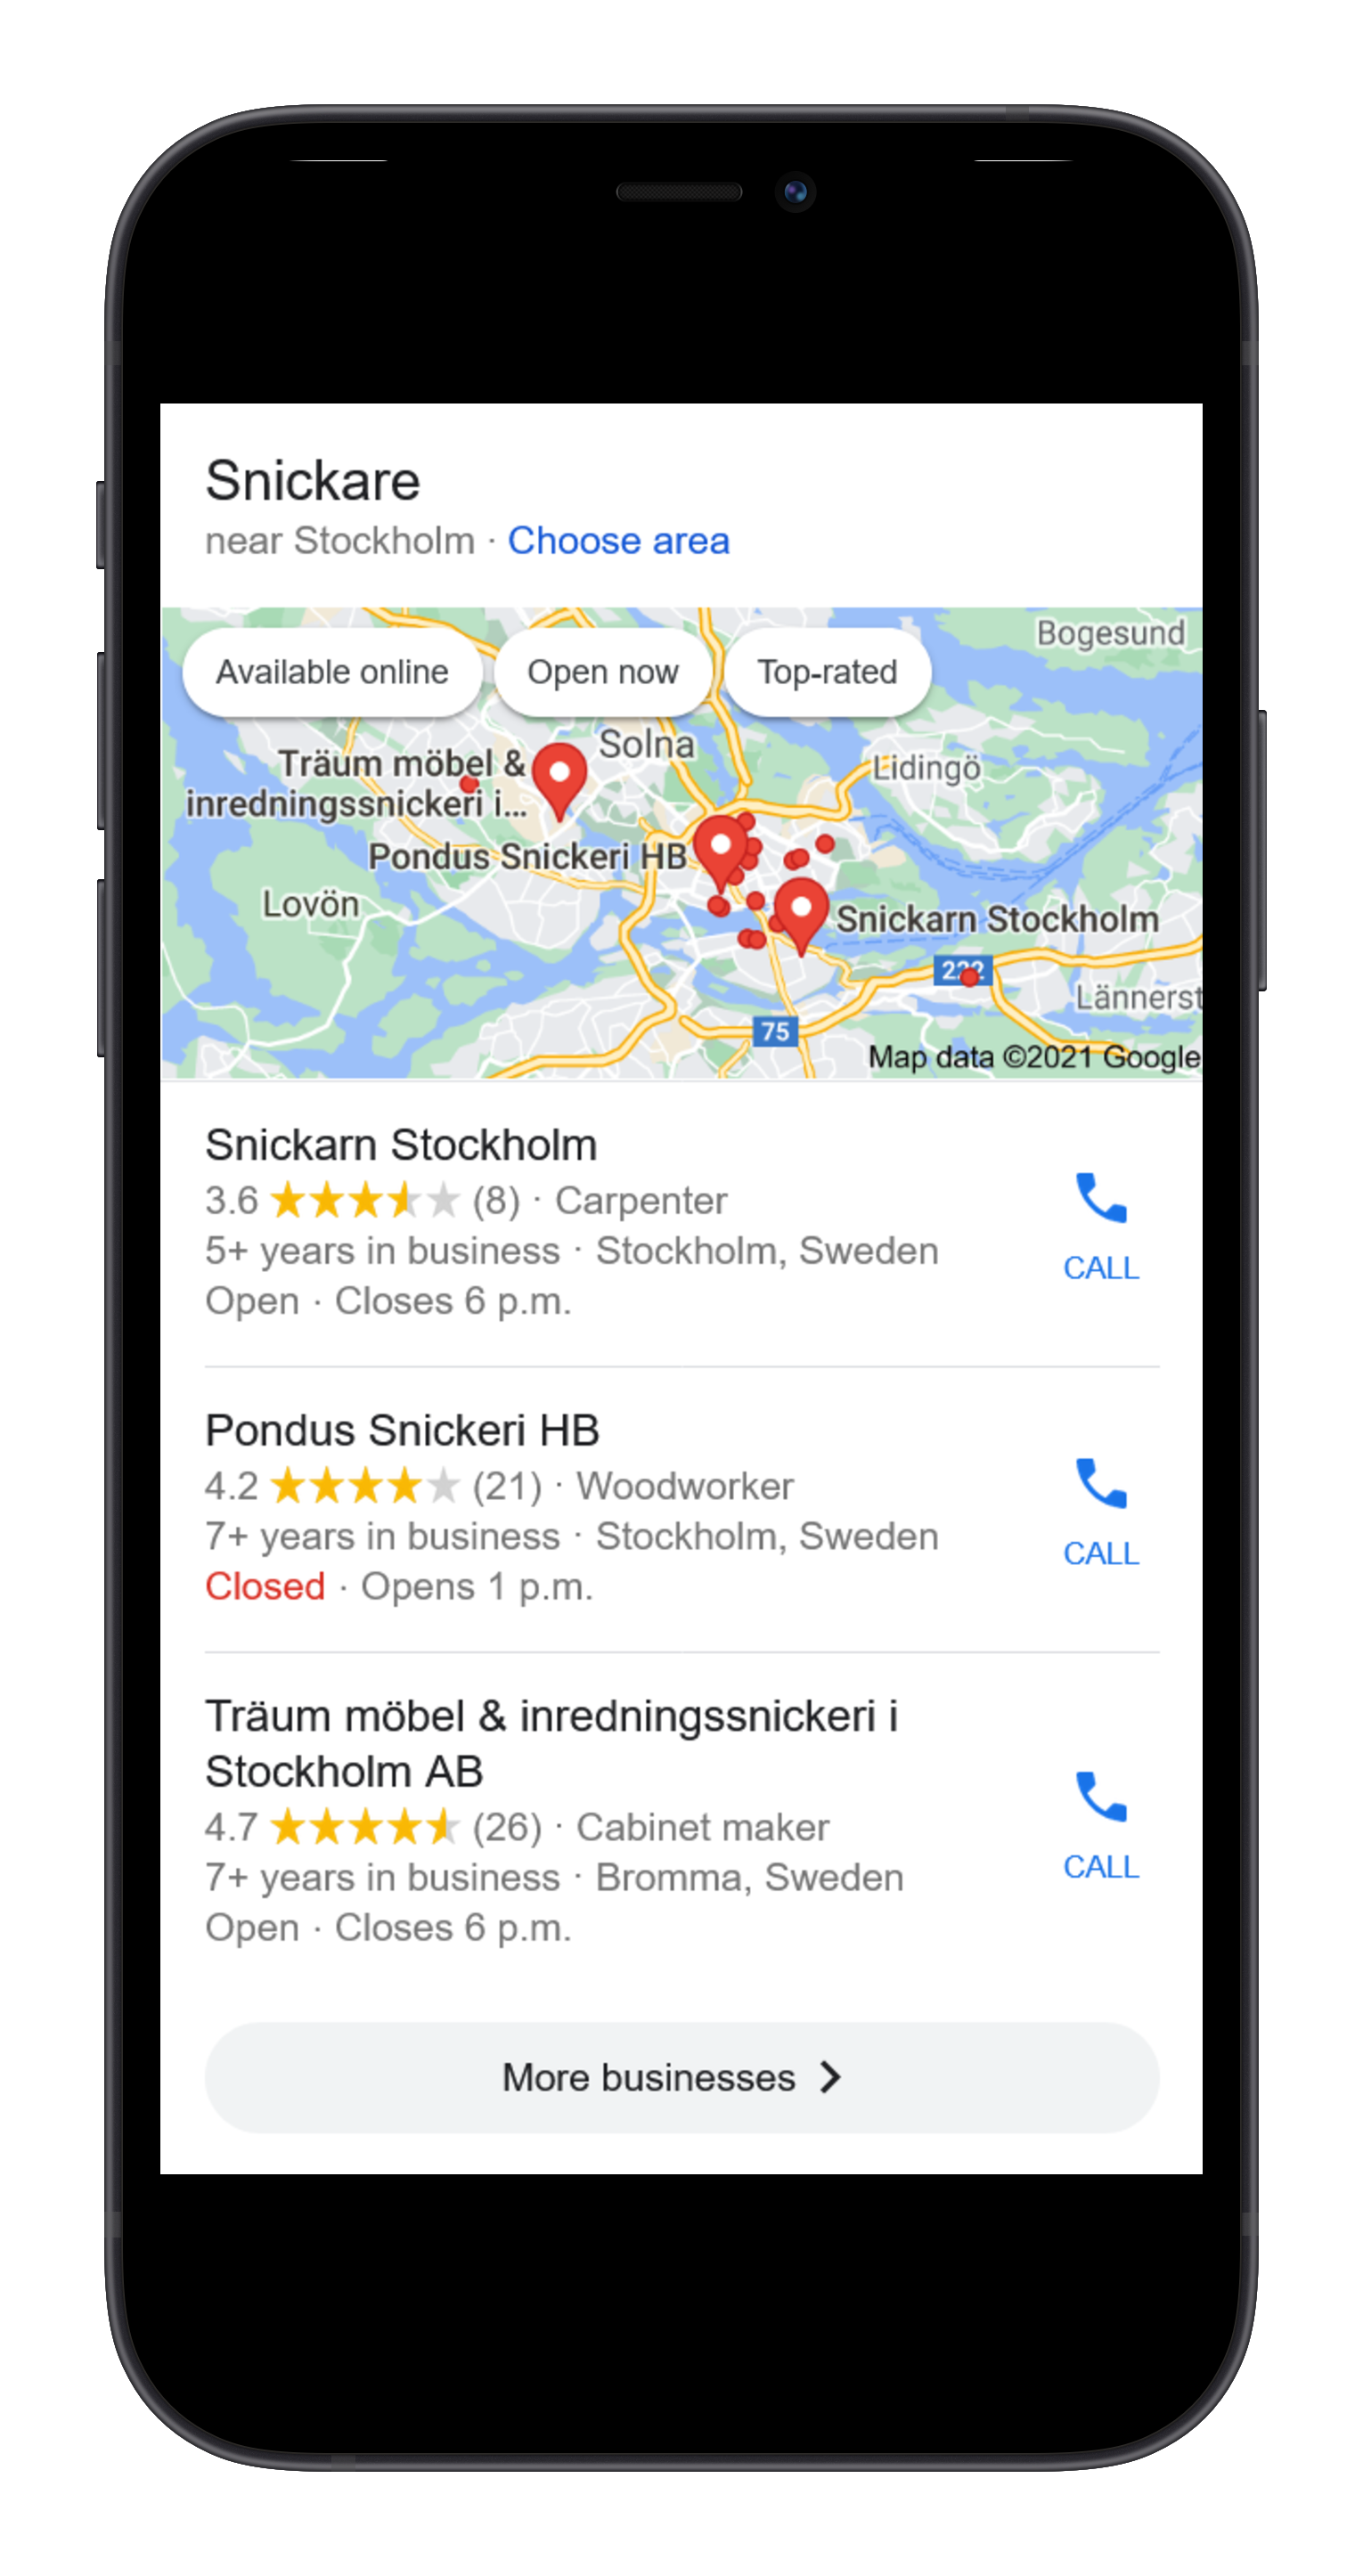 Snickare
near Stockholm · Choose area
Available online
Open now
Top-rated
Bogesund
Solna
Träum möbel &
inredningssnickeri i...
Lidingö
Pondus Snickeri HB
Lovön
Snickarn Stockholm
222
Lännerst
75
Map data ©2021 Google
Snickarn Stockholm
3.6 (8) · Carpenter
5+ years in business · Stockholm, Sweden
Open · Closes 6 p.m.
CALL
Pondus Snickeri HB
4.2 (21) · Woodworker
7+ years in business · Stockholm, Sweden
Closed · Opens 1 p.m.
CALL
Träum möbel & inredningssnickeri i
Stockholm AB
4.7 (26) · Cabinet maker
7+ years in business · Bromma, Sweden
Open · Closes 6 p.m.
CALL
More businesses